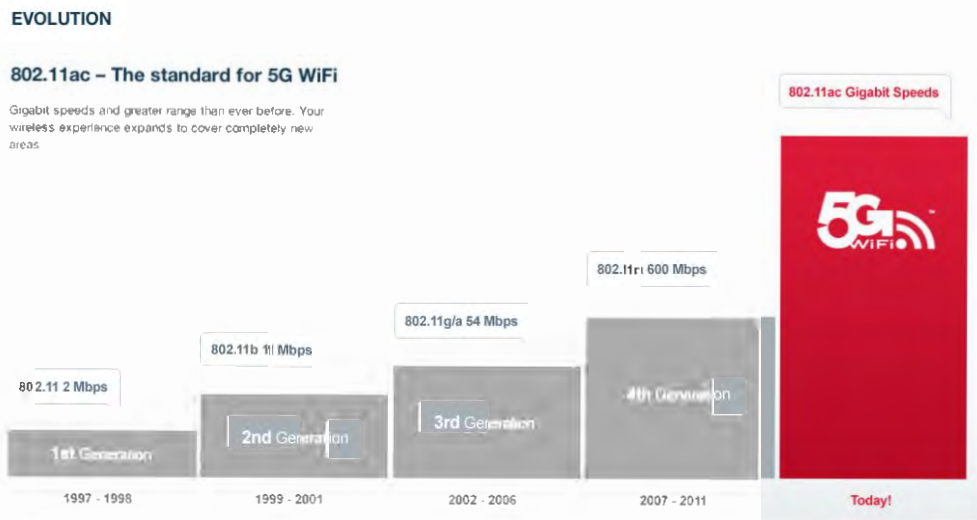 EVOLUTION
802.11ac – The standard for 5G WiFi
Gigabit speeds and greater range than ever before. Your
wireless experience expands to cover completely new
areas
802.11ac Gigabit Speeds
5G
WiFi
™
802.11n 600 Mbps
802.11g/a 54 Mbps
802.11b 11 Mbps
802.11 2 Mbps
4th Generation
3rd Generation
2nd Generation
1st Generation
1997 - 1998
1999 - 2001
2002 - 2006
2007 - 2011
Today!